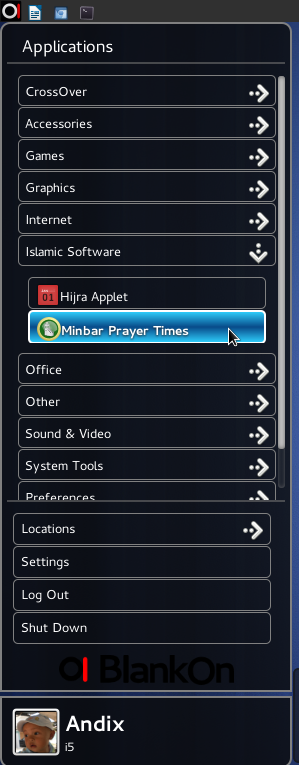 Applications
CrossOver
Accessories
Games
Graphics
Internet
Islamic Software
01 Hijra Applet
Minbar Prayer Times
Office
Other
Sound & Video
System Tools
Preferences
Locations
Settings
Log Out
Shut Down
BlankOn
Andix
i5